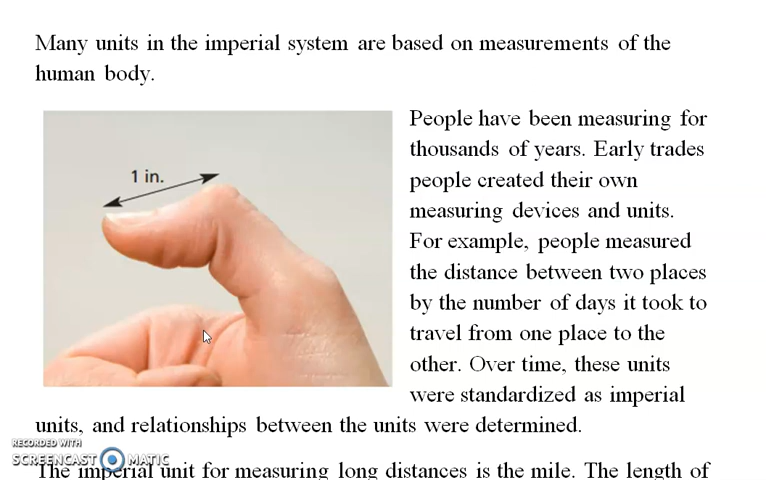 Many units in the imperial system are based on measurements of the
human body.
1 in.
People have been measuring for
thousands of years. Early trades
people created their own
measuring devices and units.
For example, people measured
the distance between two places
by the number of days it took to
travel from one place to the
other. Over time, these units
were standardized as imperial
units, and relationships between the units were determined.
RECORDED WITH
SCREENCAST MATIC
The imperial unit for measuring long distances is the mile. The length of